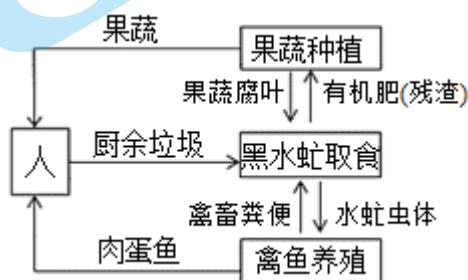 果蔬
果蔬种植
果蔬腐叶
有机肥(残渣)
人
厨余垃圾
黑水虻取食
禽畜粪便
水虻虫体
肉蛋鱼
禽鱼养殖